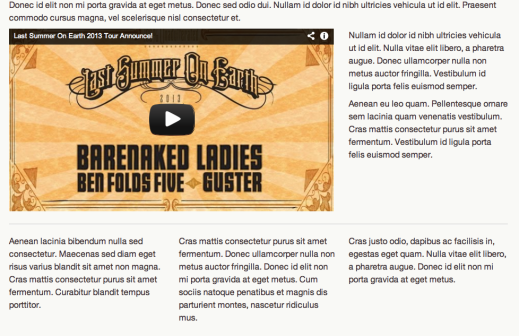 Donec id elit non mi porta gravida at eget metus. Donec sed odio dui. Nullam id dolor id nibh ultricies vehicula ut id elit. Praesent
commodo cursus magna, vel scelerisque nisl consectetur et.
Last Summer On Earth 2013 Tour Announce!
Last Summer On Earth
2013
BARENAKED LADIES
BEN FOLDS FIVE GUSTER
Nullam id dolor id nibh ultricies vehicula
ut id elit. Nulla vitae elit libero, a pharetra
augue. Donec ullamcorper nulla non
metus auctor fringilla. Vestibulum id
ligula porta felis euismod semper.
Aenean eu leo quam. Pellentesque ornare
sem lacinia quam venenatis vestibulum.
Cras mattis consectetur purus sit amet
fermentum. Vestibulum id ligula porta
felis euismod semper.
Aenean lacinia bibendum nulla sed
consectetur. Maecenas sed diam eget
risus varius blandit sit amet non magna.
Cras mattis consectetur purus sit amet
fermentum. Curabitur blandit tempus
porttitor.
Cras mattis consectetur purus sit amet
fermentum. Donec ullamcorper nulla non
metus auctor fringilla. Donec id elit non
mi porta gravida at eget metus. Cum
sociis natoque penatibus et magnis dis
parturient montes, nascetur ridiculus
mus.
Cras justo odio, dapibus ac facilisis in,
egestas eget quam. Nulla vitae elit libero,
a pharetra augue. Donec id elit non mi
porta gravida at eget metus.